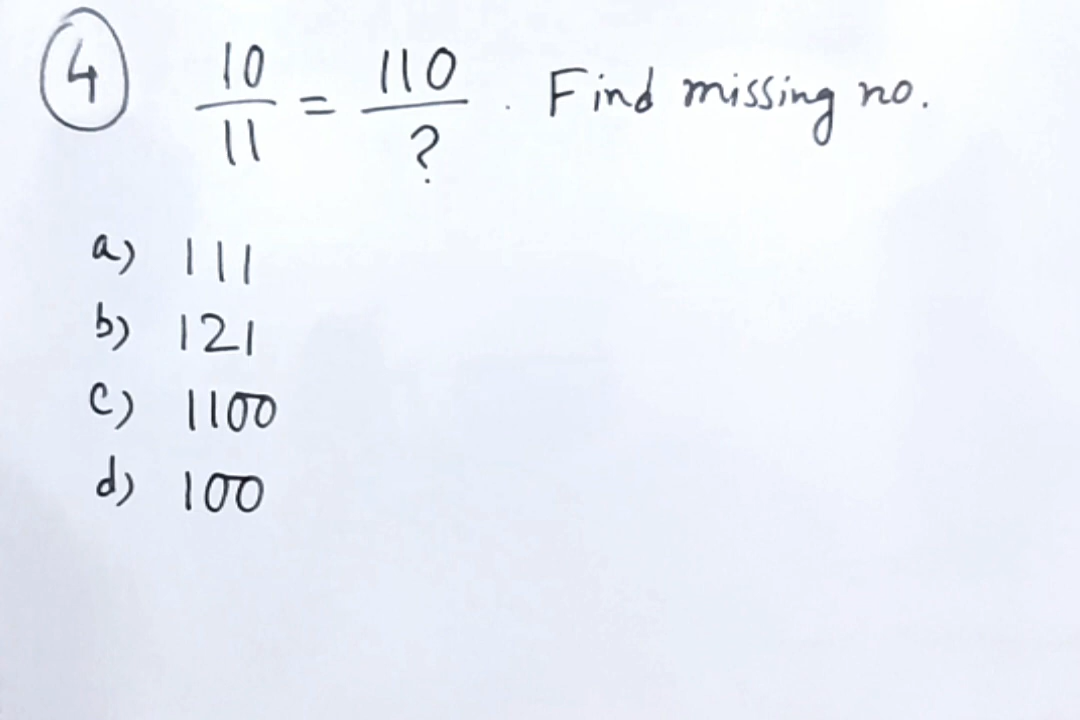 4 10/11 = 110/? . Find missing no.
a) 111
b) 121
c) 1100
d) 100